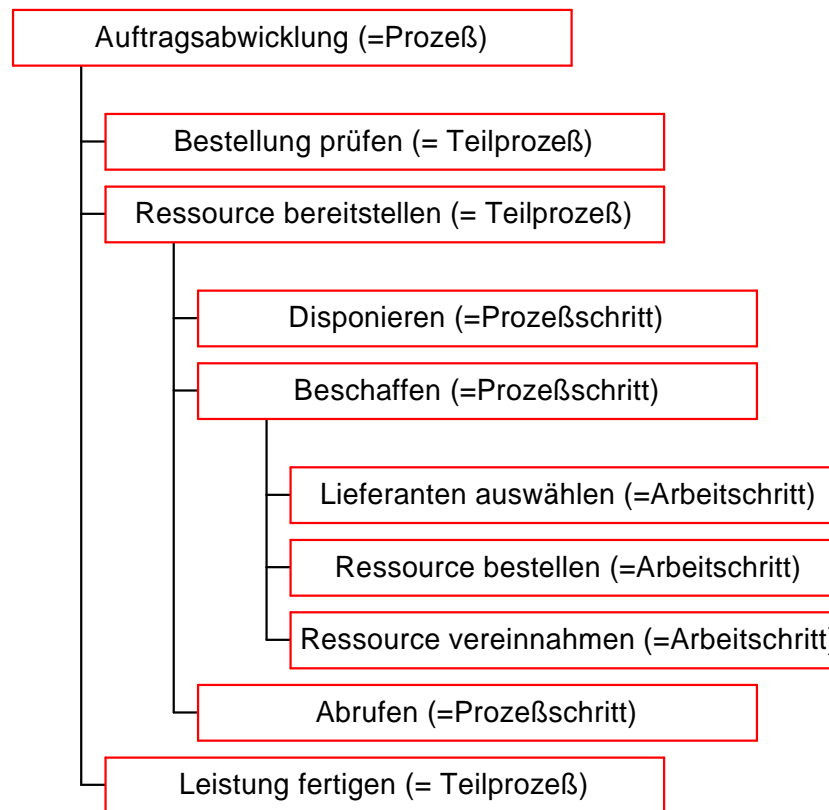 Auftragsabwicklung (=Prozeß)
Bestellung prüfen (= Teilprozeß)
Ressource bereitstellen (= Teilprozeß)
Disponieren (=Prozeßschritt)
Beschaffen (=Prozeßschritt)
Lieferanten auswählen (=Arbeitschritt)
Ressource bestellen (=Arbeitschritt)
Ressource vereinnahmen (=Arbeitschritt)
Abrufen (=Prozeßschritt)
Leistung fertigen (= Teilprozeß)